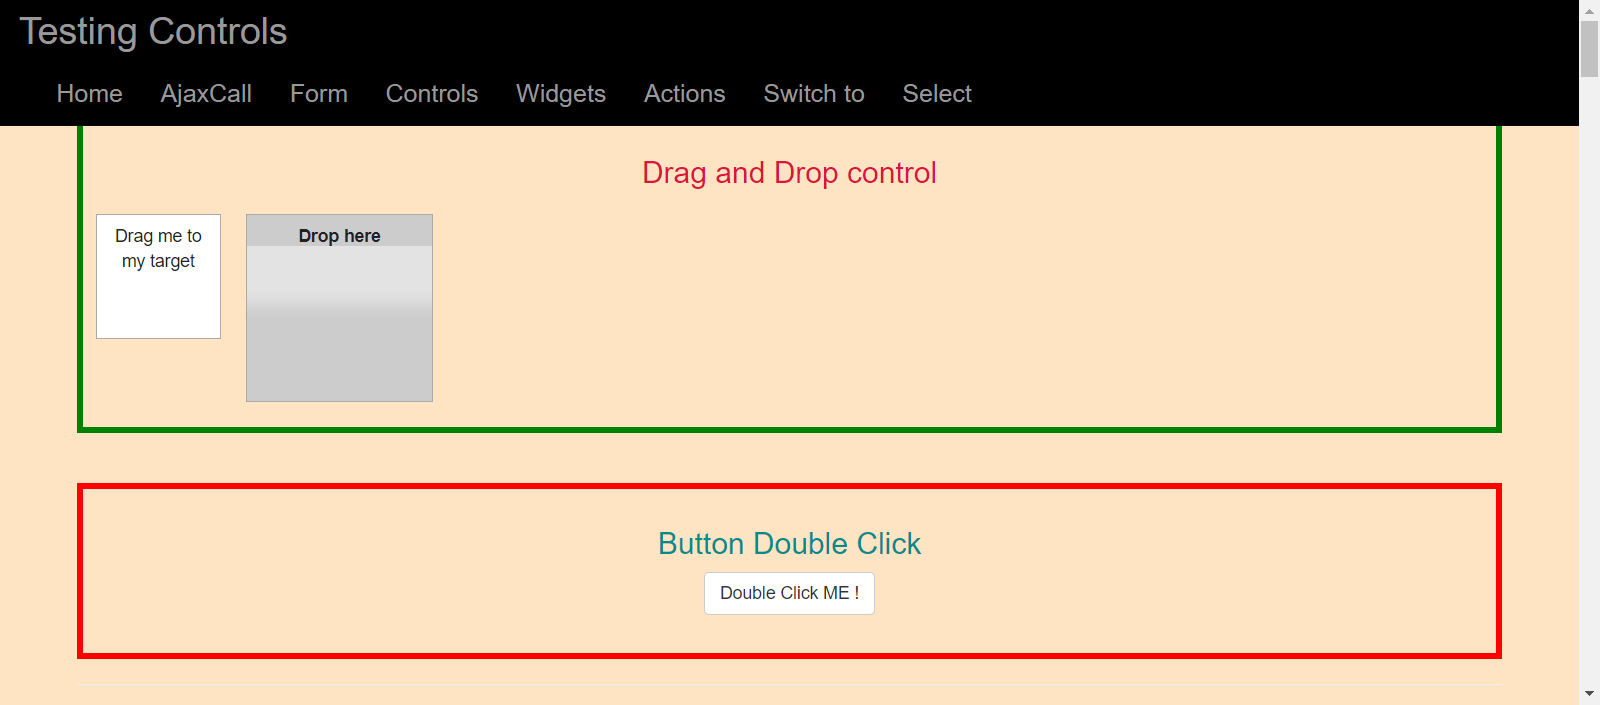 Testing Controls
Home AjaxCall Form Controls Widgets Actions Switch to Select
Drag and Drop control
Drag me to
my target
Drop here
Button Double Click
Double Click ME !